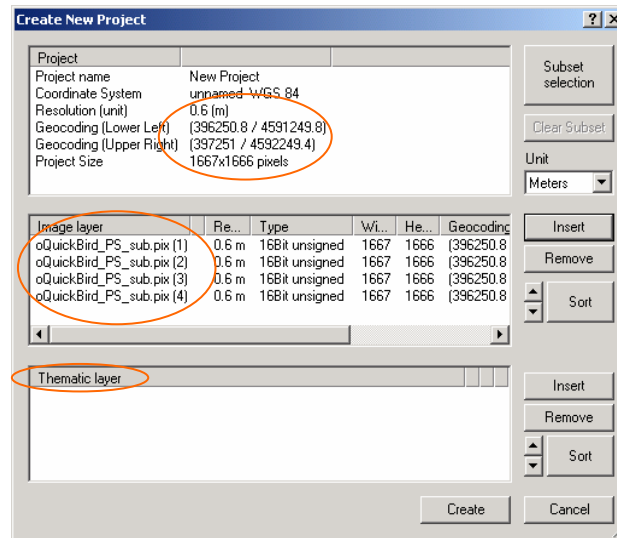 Create New Project
Project
Project name New Project
Coordinate System unnamed WGS 84
Resolution (unit) 0.6 (m)
Geocoding (Lower Left) (396250.8 / 4591249.8)
Geocoding (Upper Right) (397251 / 4592249.4)
Project Size 1667x1666 pixels
Subset selection
Clear Subset
Unit
Meters
Image layer Re... Type Wi... He... Geocoding
oQuickBird_PS_sub.pix (1) 0.6 m 16Bit unsigned 1667 1666 (396250.8
oQuickBird_PS_sub.pix (2) 0.6 m 16Bit unsigned 1667 1666 (396250.8
oQuickBird_PS_sub.pix (3) 0.6 m 16Bit unsigned 1667 1666 (396250.8
oQuickBird_PS_sub.pix (4) 0.6 m 16Bit unsigned 1667 1666 (396250.8
Insert
Remove
Sort
Thematic layer
Insert
Remove
Sort
Create Cancel